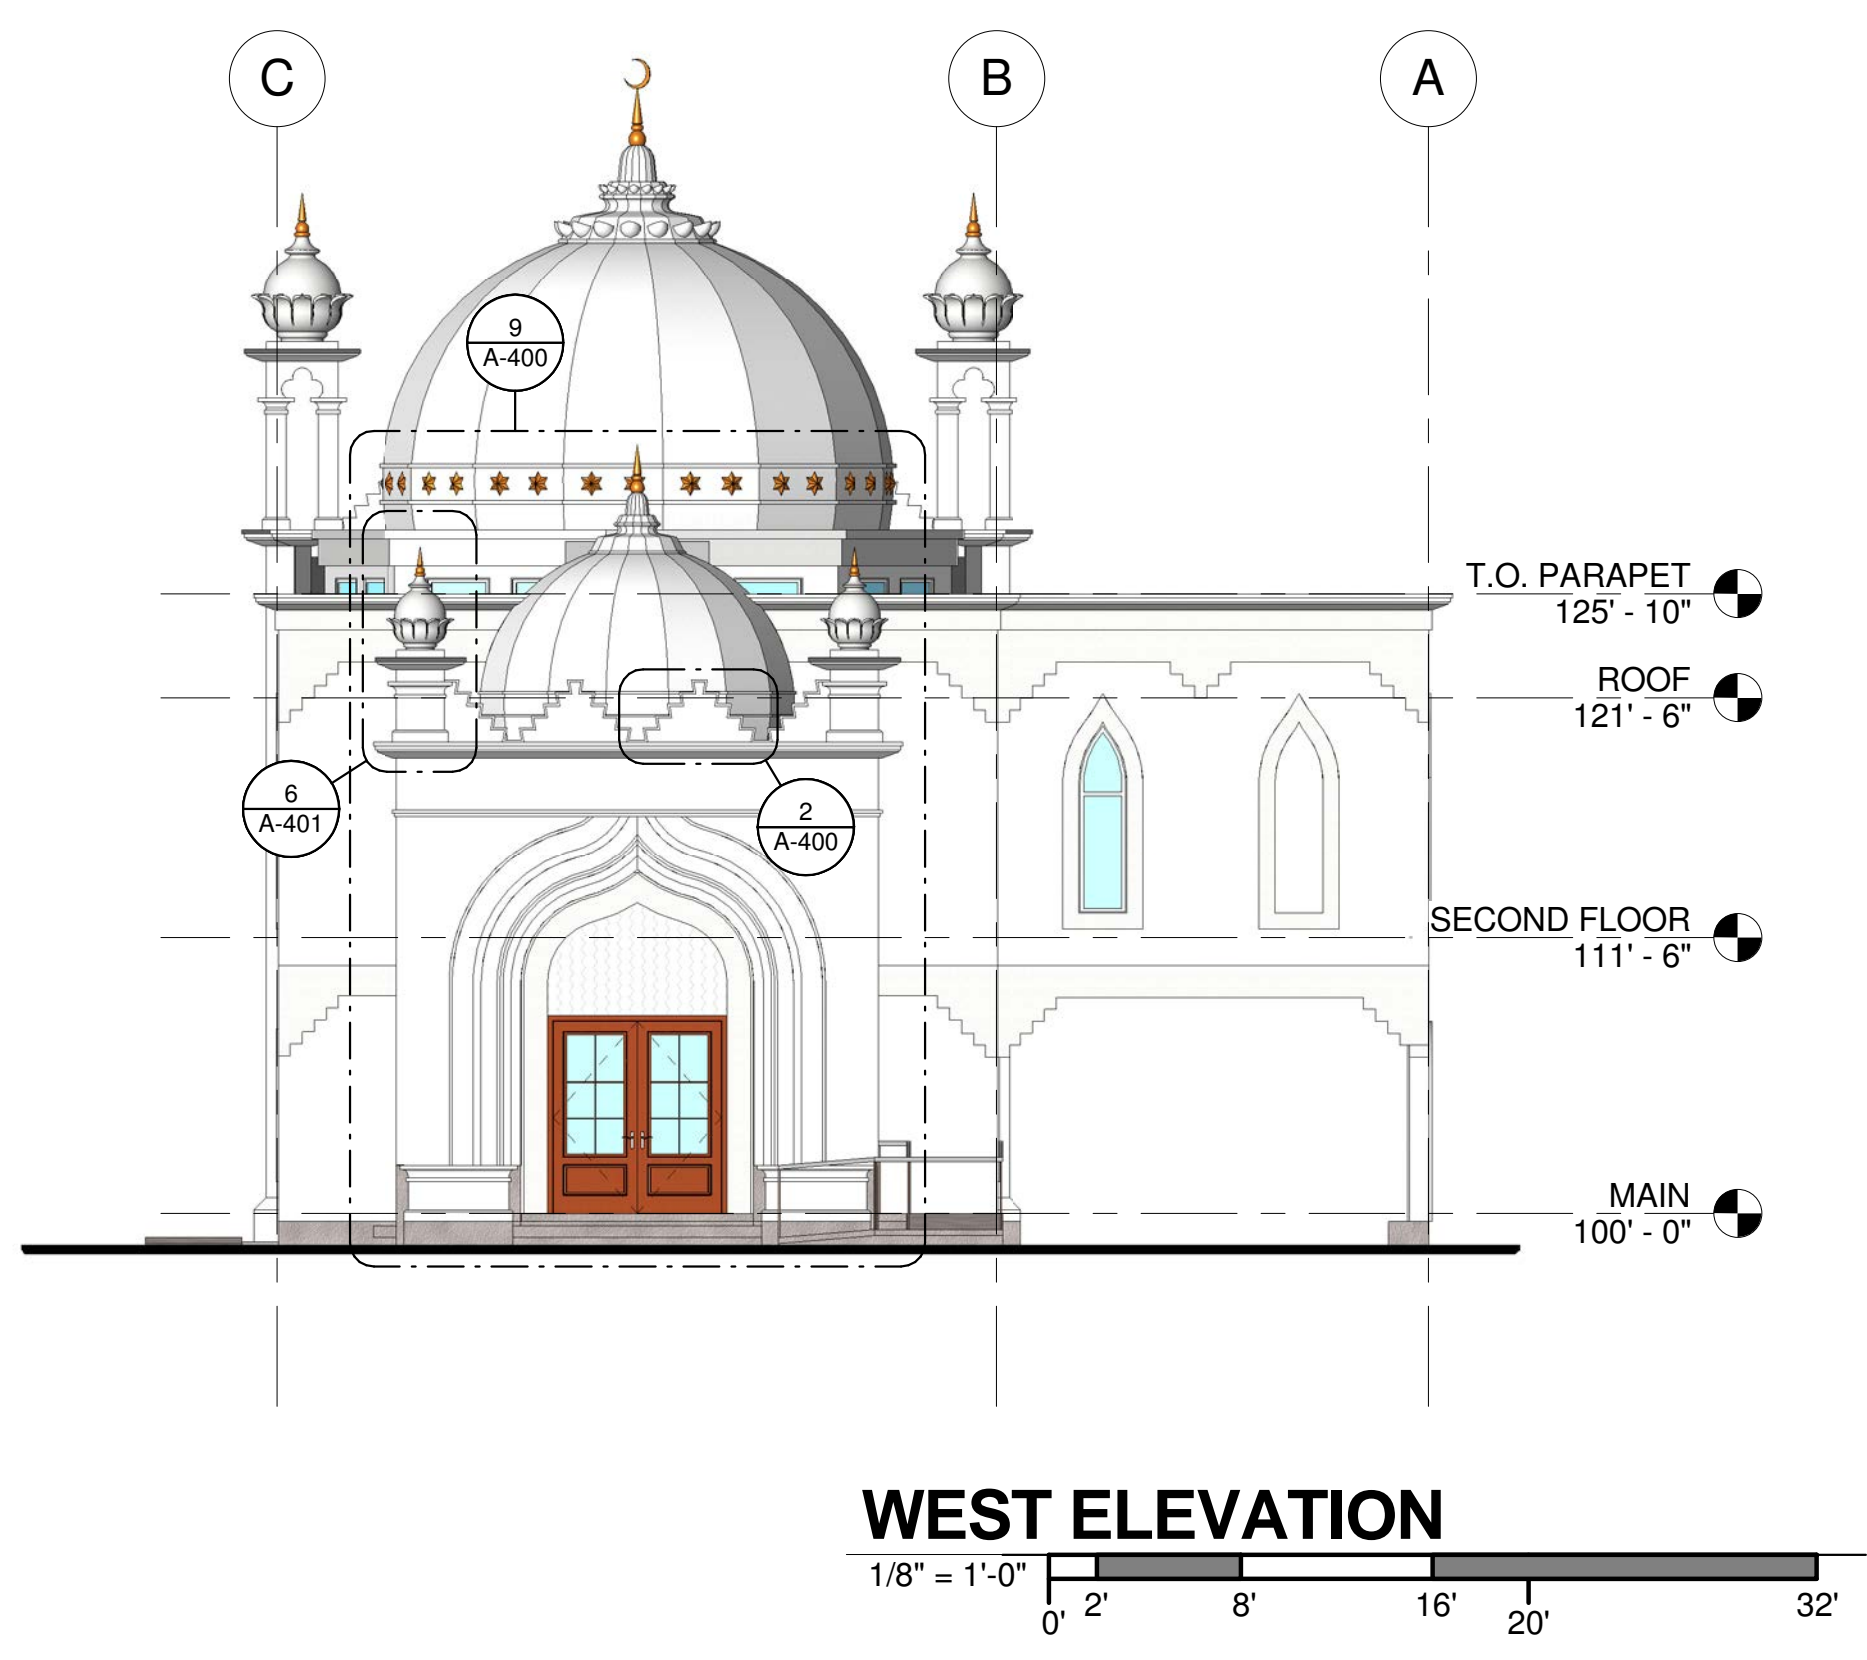 C
B
A
9
A-400
T.O. PARAPET
125' - 10"
ROOF
121' - 6"
6
A-401
2
A-400
SECOND FLOOR
111' - 6"
MAIN
100' - 0"
WEST ELEVATION
1/8" = 1'-0"
0' 2' 8' 16' 20' 32'